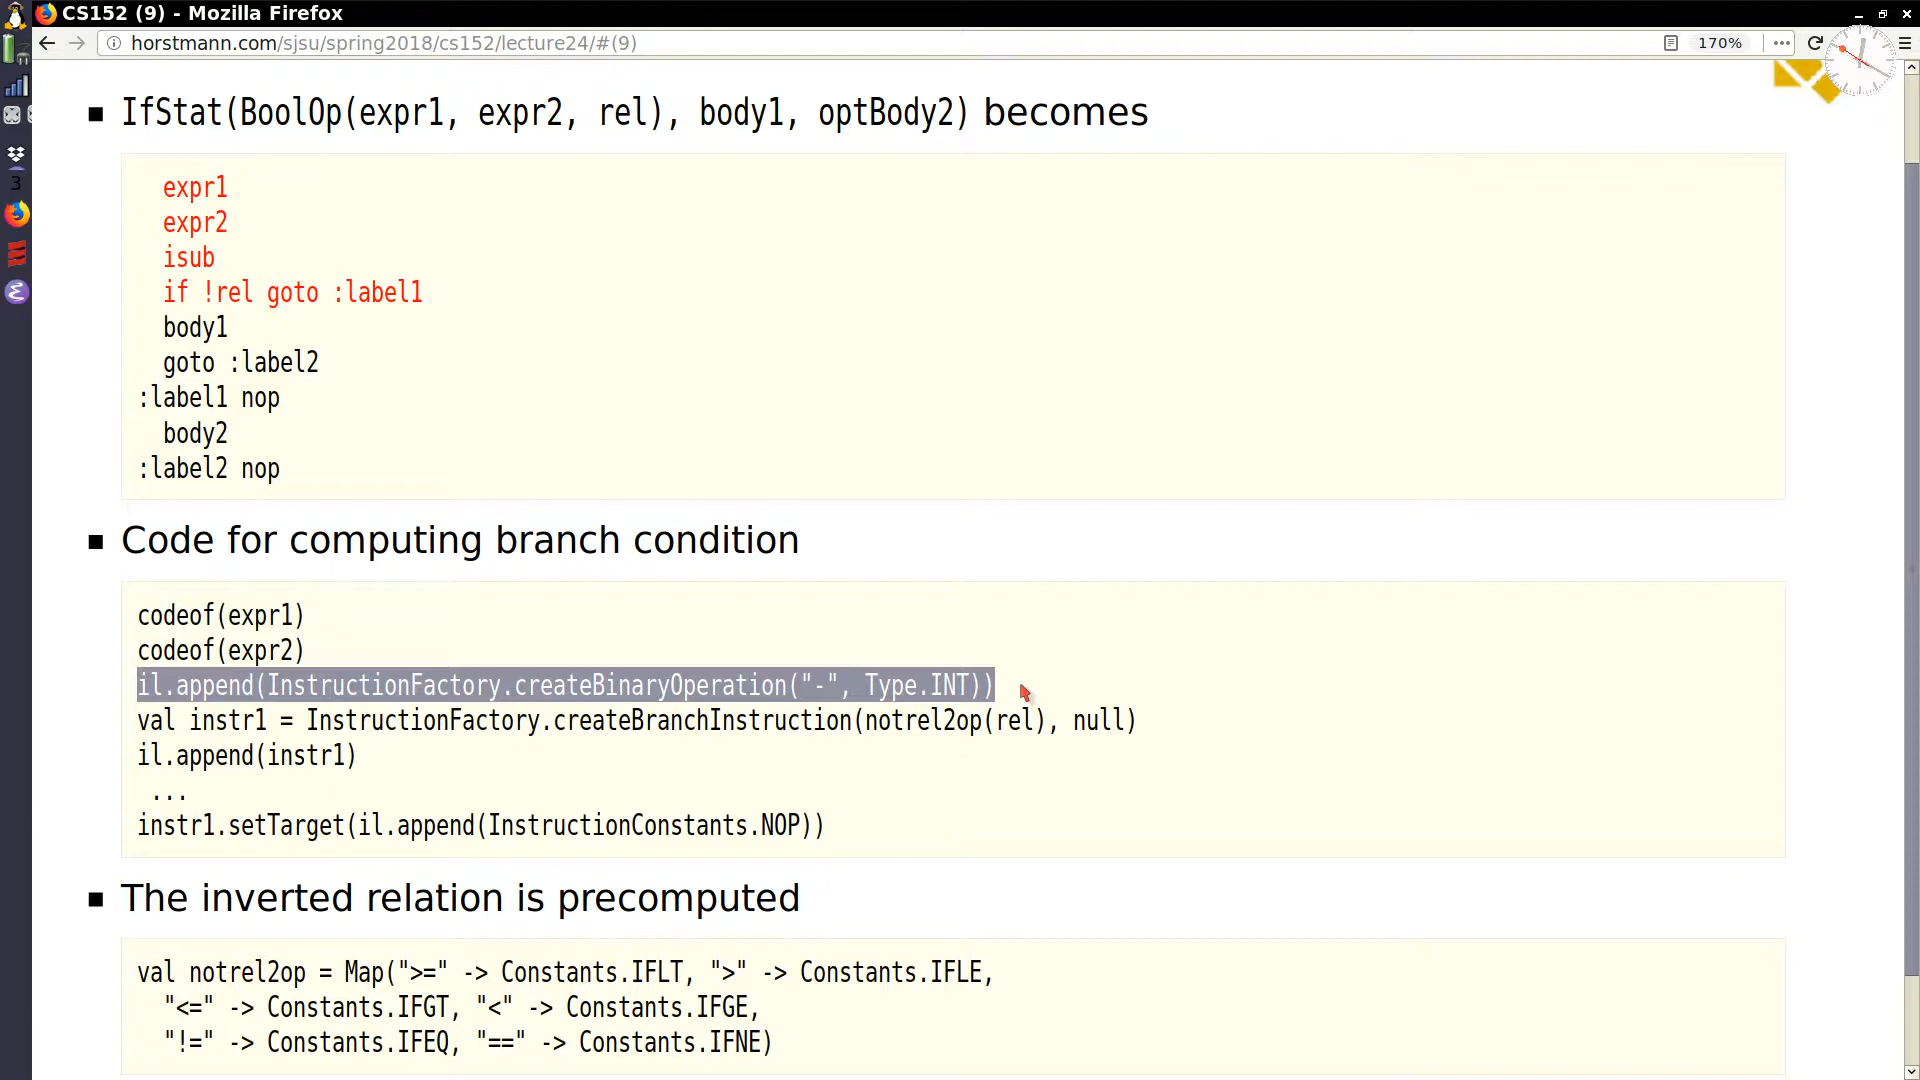 CS152 (9) - Mozilla Firefox
horstmann.com/sjsu/spring2018/cs152/lecture24/#(9)
170%
3
▪ IfStat(BoolOp(expr1, expr2, rel), body1, optBody2) becomes
expr1
expr2
isub
if !rel goto :label1
body1
goto :label2
:label1 nop
body2
:label2 nop
▪ Code for computing branch condition
codeof(expr1)
codeof(expr2)
il.append(InstructionFactory.createBinaryOperation("-", Type.INT))
val instr1 = InstructionFactory.createBranchInstruction(notrel2op(rel), null)
il.append(instr1)
...
instr1.setTarget(il.append(InstructionConstants.NOP))
▪ The inverted relation is precomputed
val notrel2op = Map(">=" -> Constants.IFLT, ">" -> Constants.IFLE,
"<=" -> Constants.IFGT, "<" -> Constants.IFGE,
"!=" -> Constants.IFEQ, "==" -> Constants.IFNE)